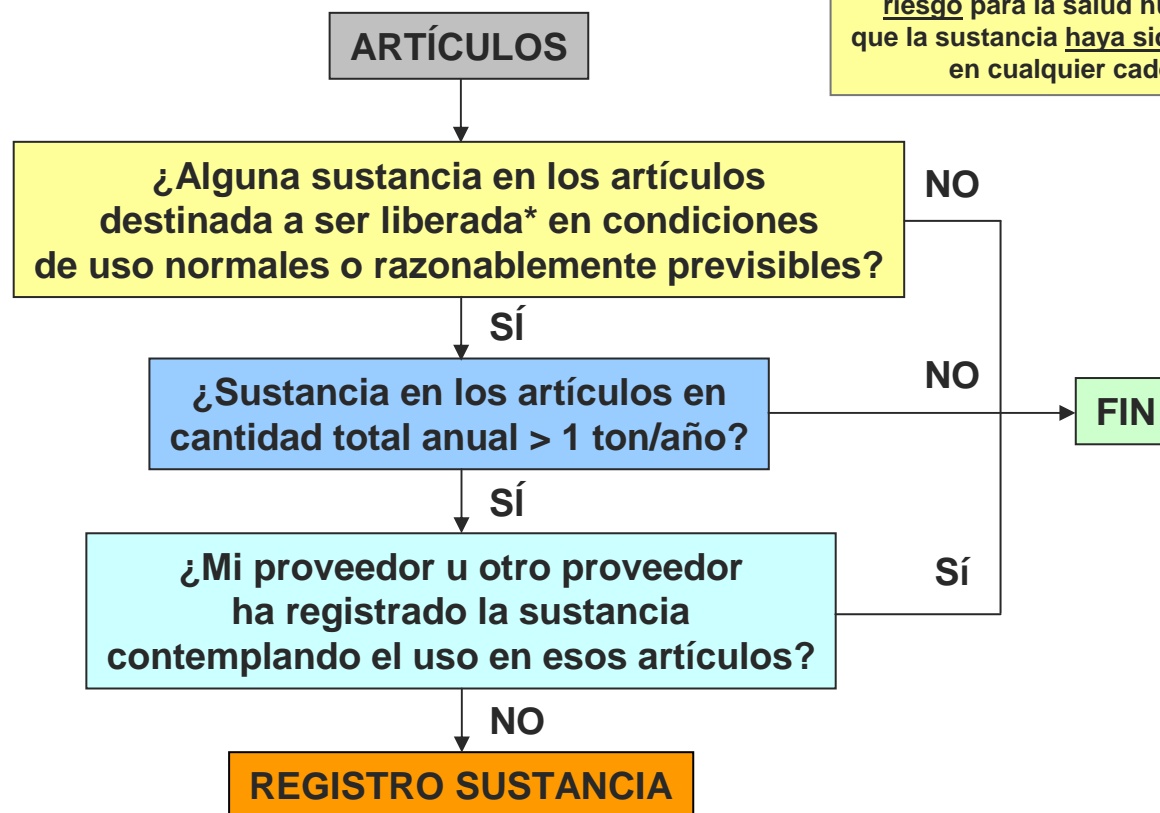 riesgo para la salud
que la sustancia haya
en cualquier
ARTÍCULOS
¿Alguna sustancia en los artículos
destinada a ser liberada* en condiciones
de uso normales o razonablemente previsibles?
NO
SÍ
¿Sustancia en los artículos en
cantidad total anual > 1 ton/año?
NO
FIN
SÍ
¿Mi proveedor u otro proveedor
ha registrado la sustancia
contemplando el uso en esos artículos?
Sí
NO
REGISTRO SUSTANCIA